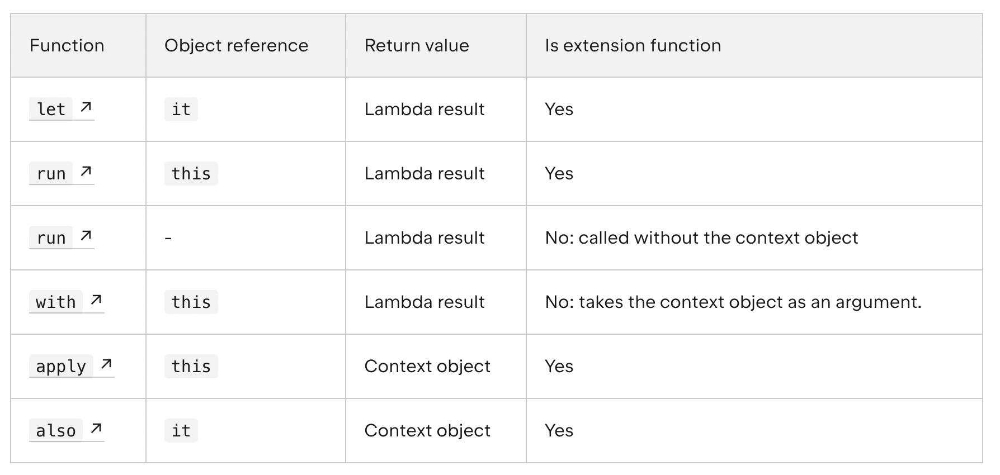 Function Object reference Return value Is extension function
let ↗ it Lambda result Yes
run ↗ this Lambda result Yes
run ↗ - Lambda result No: called without the context object
with ↗ this Lambda result No: takes the context object as an argument.
apply ↗ this Context object Yes
also ↗ it Context object Yes